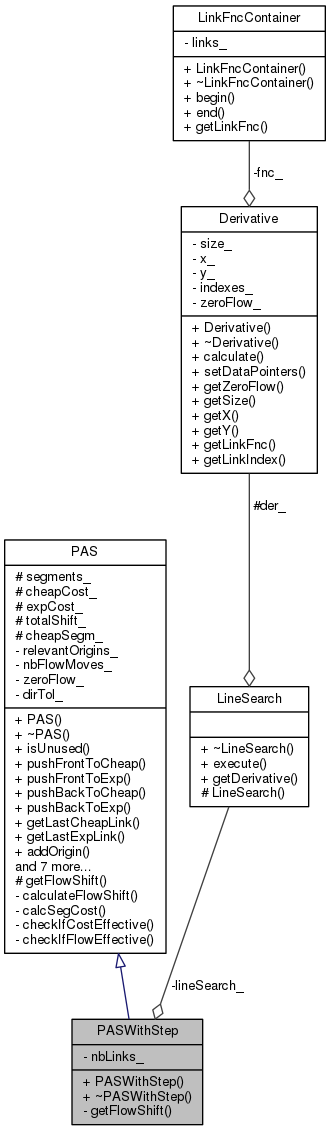 LinkFncContainer
- links_
+ LinkFncContainer()
+ ~LinkFncContainer()
+ begin()
+ end()
+ getLinkFnc()
-fnc_
Derivative
- size_
- x_
- y_
- indexes_
- zeroFlow_
+ Derivative()
+ ~Derivative()
+ calculate()
+ setDataPointers()
+ getZeroFlow()
+ getSize()
+ getX()
+ getY()
+ getLinkFnc()
+ getLinkIndex()
#der_
PAS
# segments_
# cheapCost_
# expCost_
# totalShift_
# cheapSegm_
- relevantOrigins_
- nbFlowMoves_
- zeroFlow_
- dirTol_
+ PAS()
+ ~PAS()
+ isUnused()
+ pushFrontToCheap()
+ pushFrontToExp()
+ pushBackToCheap()
+ pushBackToExp()
+ getLastCheapLink()
+ getLastExpLink()
+ addOrigin()
and 7 more...
# getFlowShift()
- calculateFlowShift()
- calcSegCost()
- checkIfCostEffective()
- checkIfFlowEffective()
LineSearch
+ ~LineSearch()
+ execute()
+ getDerivative()
# LineSearch()
-lineSearch_
PASWithStep
- nbLinks_
+ PASWithStep()
+ ~PASWithStep()
- getFlowShift()